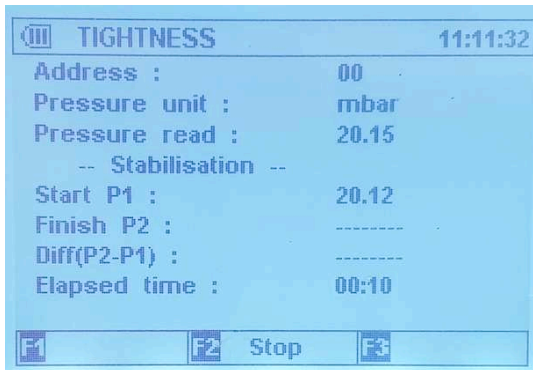 TIGHTNESS 11:11:32
Address : 00
Pressure unit : mbar
Pressure read : 20.15
-- Stabilisation --
Start P1 : 20.12
Finish P2 : --------
Diff(P2-P1) : --------
Elapsed time : 00:10
F1 F2 Stop F3